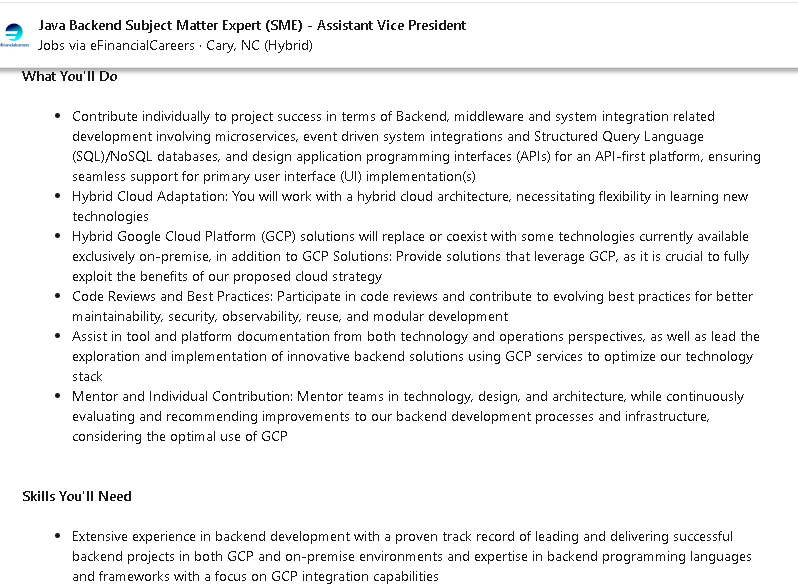 Java Backend Subject Matter Expert (SME) - Assistant Vice President
Jobs via eFinancialCareers · Cary, NC (Hybrid)
What You'll Do
• Contribute individually to project success in terms of Backend, middleware and system integration related
development involving microservices, event driven system integrations and Structured Query Language
(SQL)/NoSQL databases, and design application programming interfaces (APIs) for an API-first platform, ensuring
seamless support for primary user interface (UI) implementation(s)
• Hybrid Cloud Adaptation: You will work with a hybrid cloud architecture, necessitating flexibility in learning new
technologies
• Hybrid Google Cloud Platform (GCP) solutions will replace or coexist with some technologies currently available
exclusively on-premise, in addition to GCP Solutions: Provide solutions that leverage GCP, as it is crucial to fully
exploit the benefits of our proposed cloud strategy
• Code Reviews and Best Practices: Participate in code reviews and contribute to evolving best practices for better
maintainability, security, observability, reuse, and modular development
• Assist in tool and platform documentation from both technology and operations perspectives, as well as lead the
exploration and implementation of innovative backend solutions using GCP services to optimize our technology
stack
• Mentor and Individual Contribution: Mentor teams in technology, design, and architecture, while continuously
evaluating and recommending improvements to our backend development processes and infrastructure,
considering the optimal use of GCP
Skills You'll Need
• Extensive experience in backend development with a proven track record of leading and delivering successful
backend projects in both GCP and on-premise environments and expertise in backend programming languages
and frameworks with a focus on GCP integration capabilities